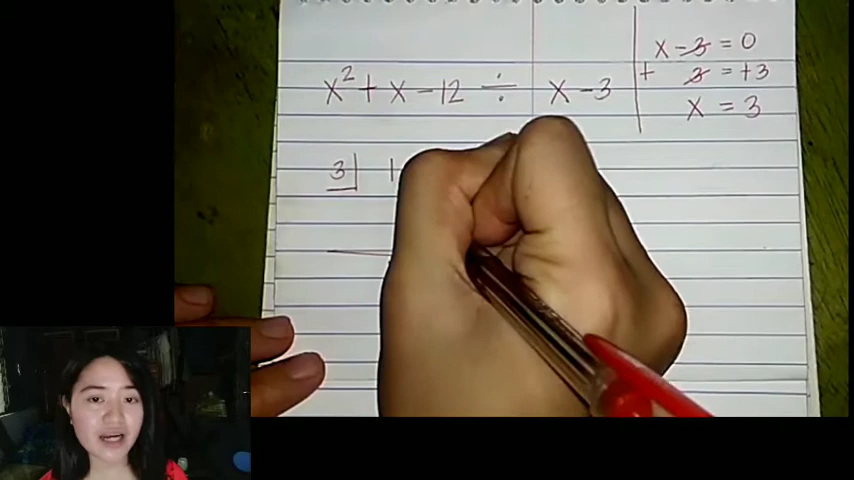 x² + x - 12 ÷ x - 3
3 1
x - 3 = 0
+ 3 = +3
x = 3